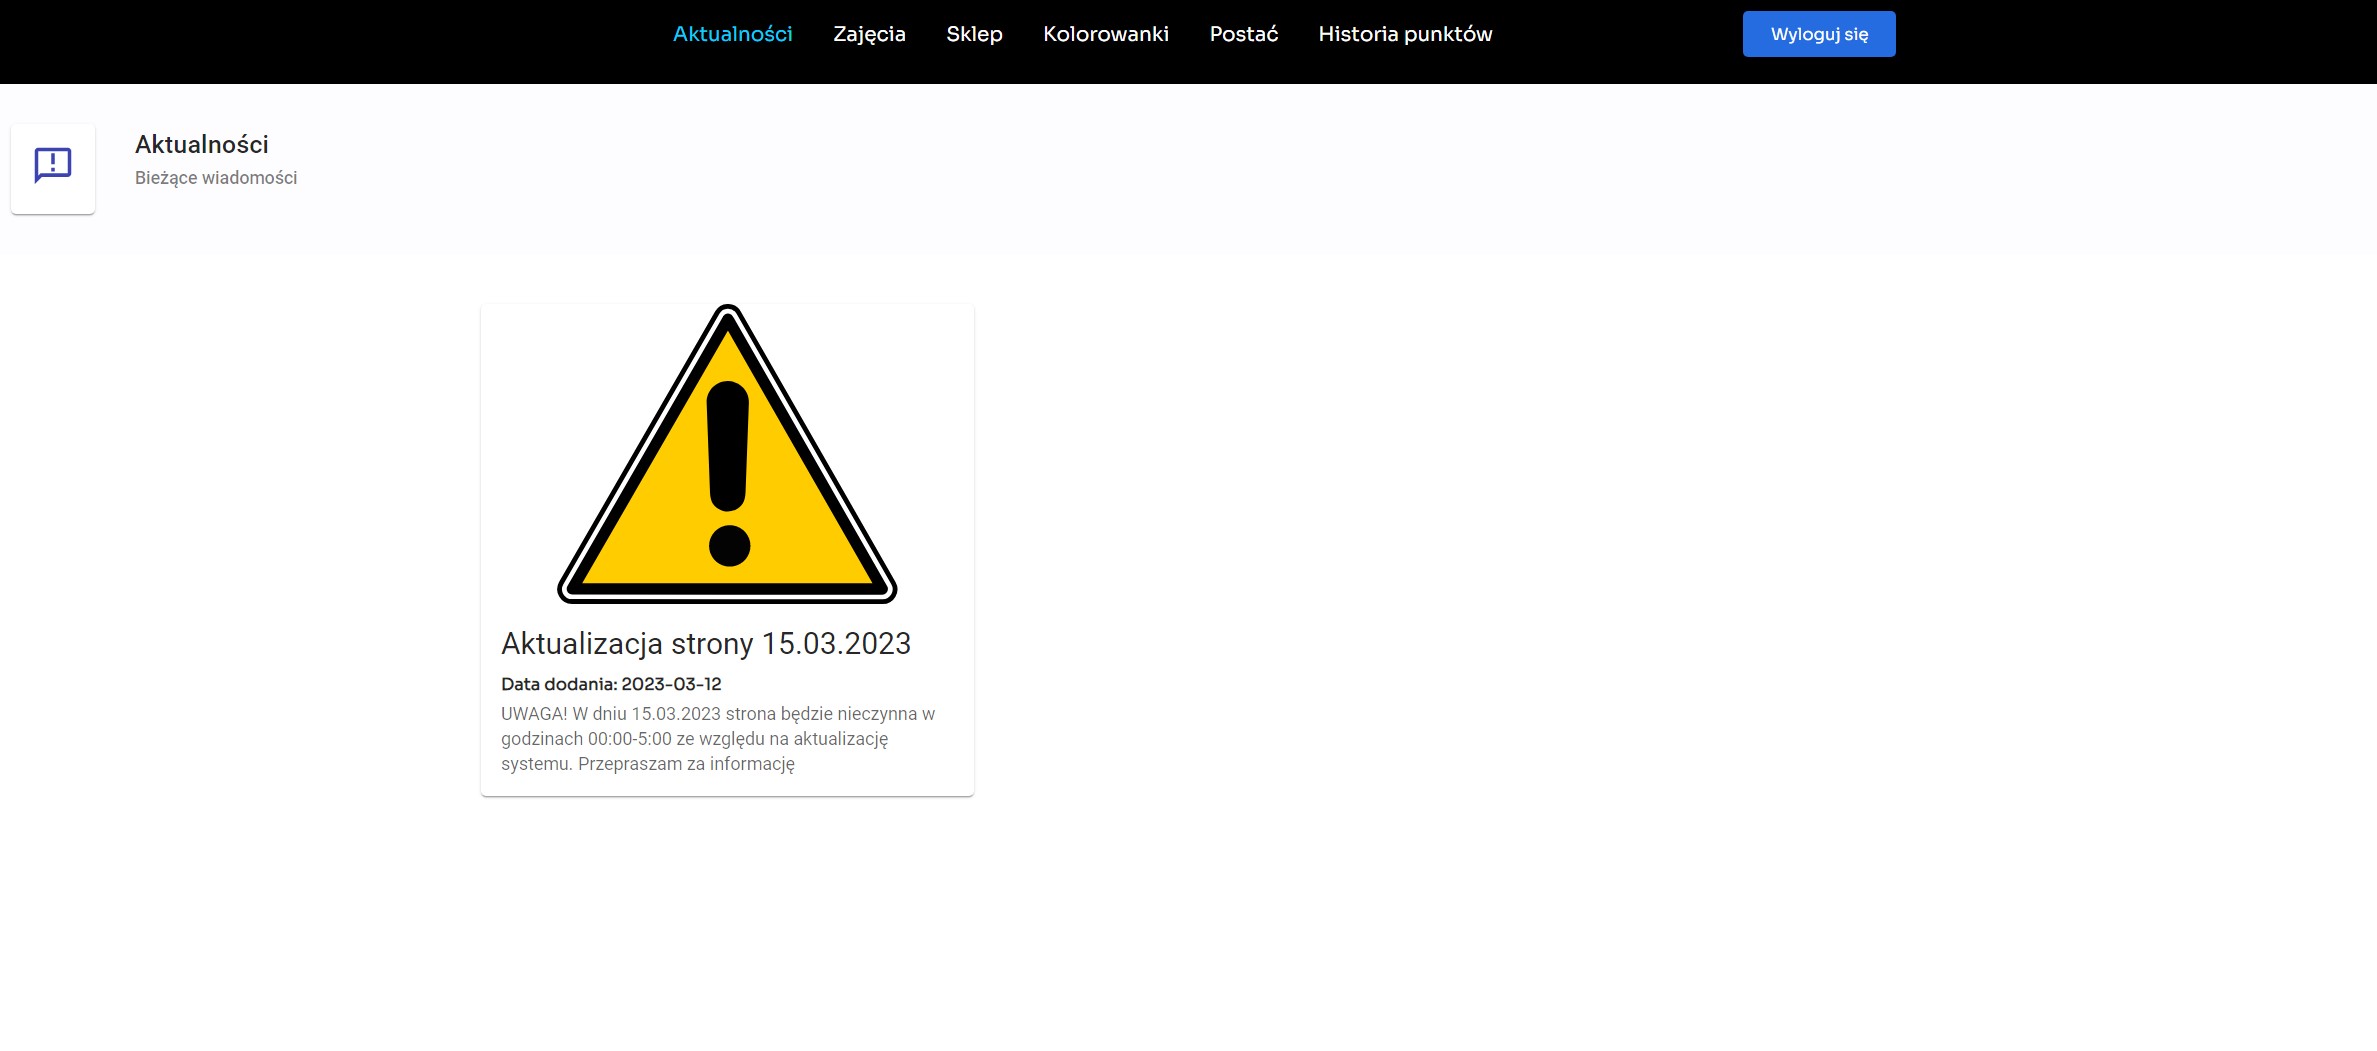 Aktualności Zajęcia Sklep Kolorowanki Postać Historia punktów Wyloguj się
Aktualności
Bieżące wiadomości
Aktualizacja strony 15.03.2023
Data dodania: 2023-03-12
UWAGA! W dniu 15.03.2023 strona będzie nieczynna w
godzinach 00:00-5:00 ze względu na aktualizację
systemu. Przepraszam za informację